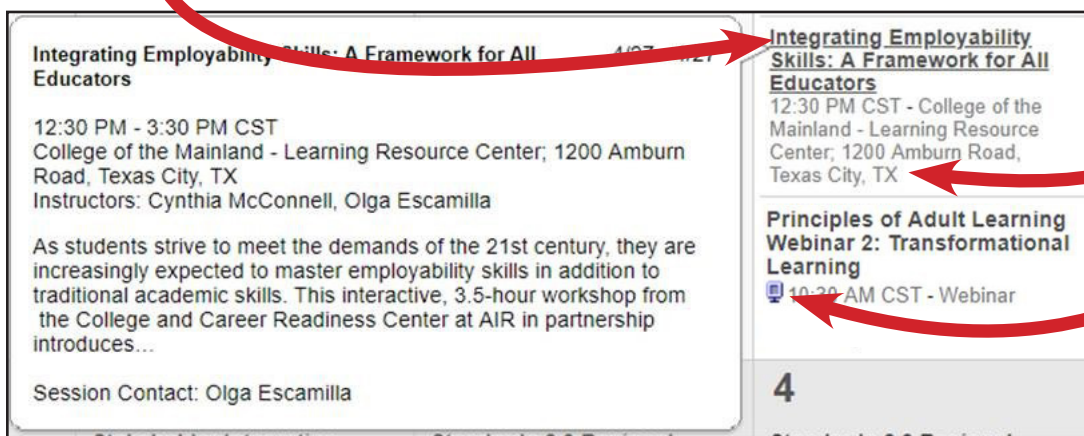 Integrating Employability Skills: A Framework for All
Educators
12:30 PM - 3:30 PM CST
College of the Mainland - Learning Resource Center; 1200 Amburn
Road, Texas City, TX
Instructors: Cynthia McConnell, Olga Escamilla
As students strive to meet the demands of the 21st century, they are
increasingly expected to master employability skills in addition to
traditional academic skills. This interactive, 3.5-hour workshop from
the College and Career Readiness Center at AIR in partnership
introduces...
Session Contact: Olga Escamilla
Integrating Employability
Skills: A Framework for All
Educators
12:30 PM CST - College of the
Mainland - Learning Resource
Center; 1200 Amburn Road,
Texas City, TX
Principles of Adult Learning
Webinar 2: Transformational
Learning
AM CST - Webinar
4